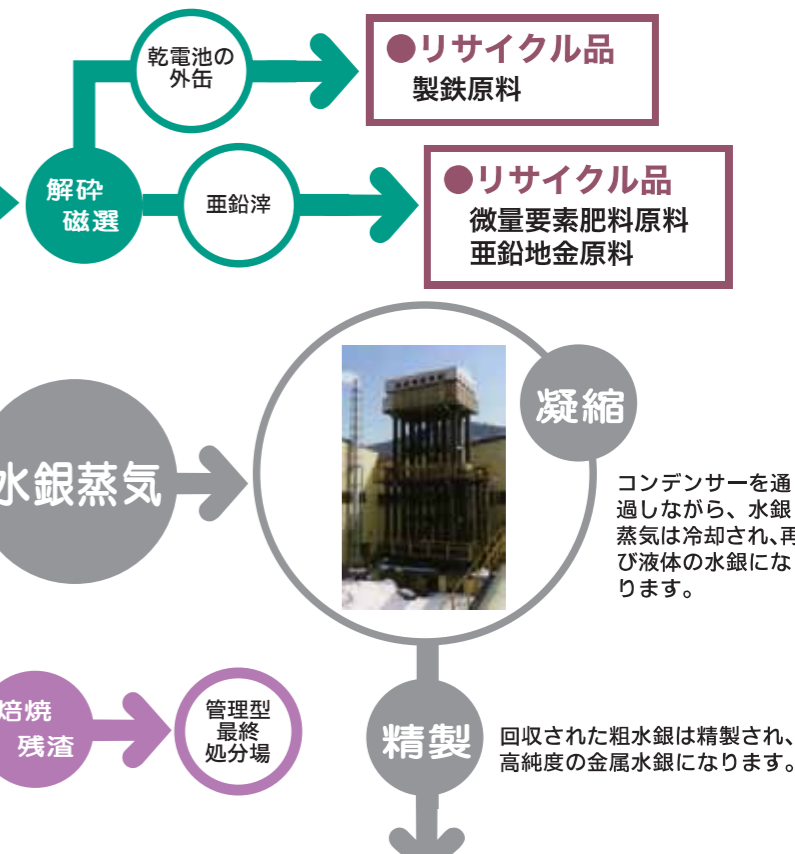 乾電池の
外缶
●リサイクル品
製鉄原料
解砕
磁選
亜鉛滓
●リサイクル品
微量要素肥料原料
亜鉛地金原料
水銀蒸気
凝縮
コンデンサーを通
過しながら、水銀
蒸気は冷却され、再
び液体の水銀にな
ります。
焙焼
残渣
管理型
最終
処分場
精製
回収された粗水銀は精製され、
高純度の金属水銀になります。